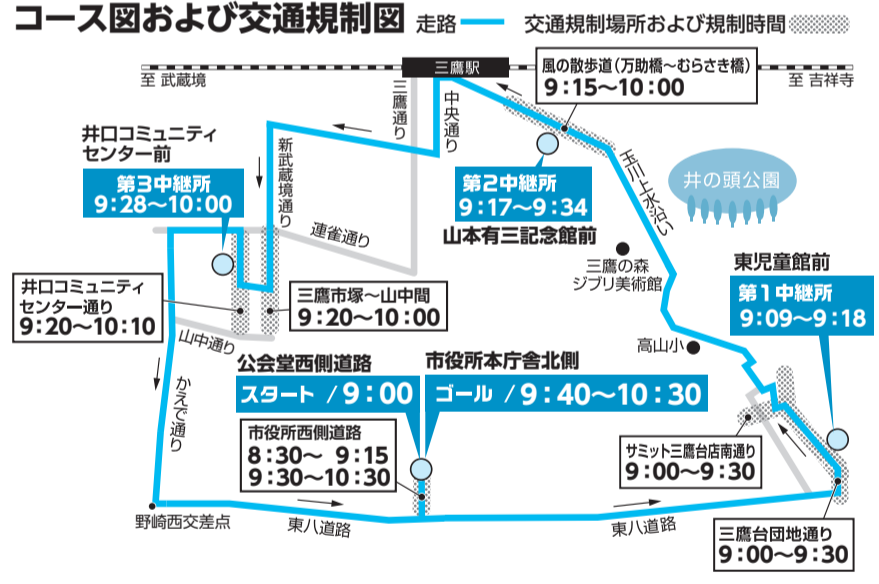 コース図および交通規制図
走路
交通規制場所および規制時間
至 武蔵境
三鷹駅
至 吉祥寺
風の散歩道(万助橋～むらさき橋)
9:15～10:00
三鷹通り
中央通り
井口コミュニティ
センター前
第3中継所
9:28～10:00
新武蔵境通り
第2中継所
9:17～9:34
山本有三記念館前
玉川上水沿い
井の頭公園
連雀通り
三鷹の森
ジブリ美術館
東児童館前
第1中継所
9:09～9:18
井口コミュニティ
センター通り
9:20～10:10
三鷹市塚～山中間
9:20～10:00
山中通り
高山小
公会堂西側道路
スタート / 9:00
市役所本庁舎北側
ゴール / 9:40～10:30
かえで通り
市役所西側道路
8:30～ 9:15
9:30～10:30
サミット三鷹台店南通り
9:00～9:30
野崎西交差点
東八道路
東八道路
三鷹台団地通り
9:00～9:30